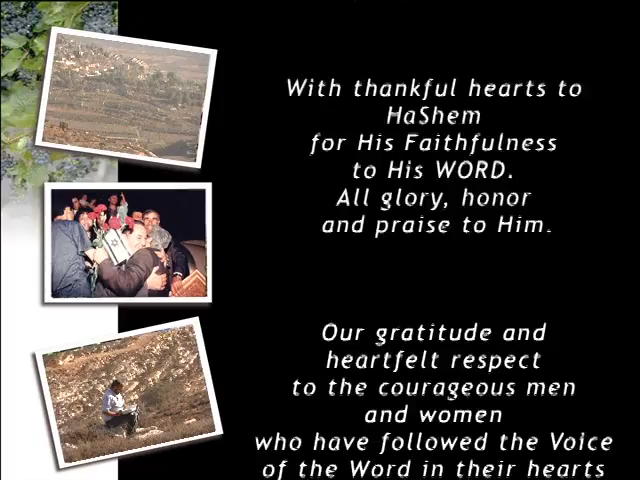 With thankful hearts to
HaShem
for His Faithfulness
to His WORD.
All glory, honor
and praise to Him.
Our gratitude and
heartfelt respect
to the courageous men
and women
who have followed the Voice
of the Word in their hearts